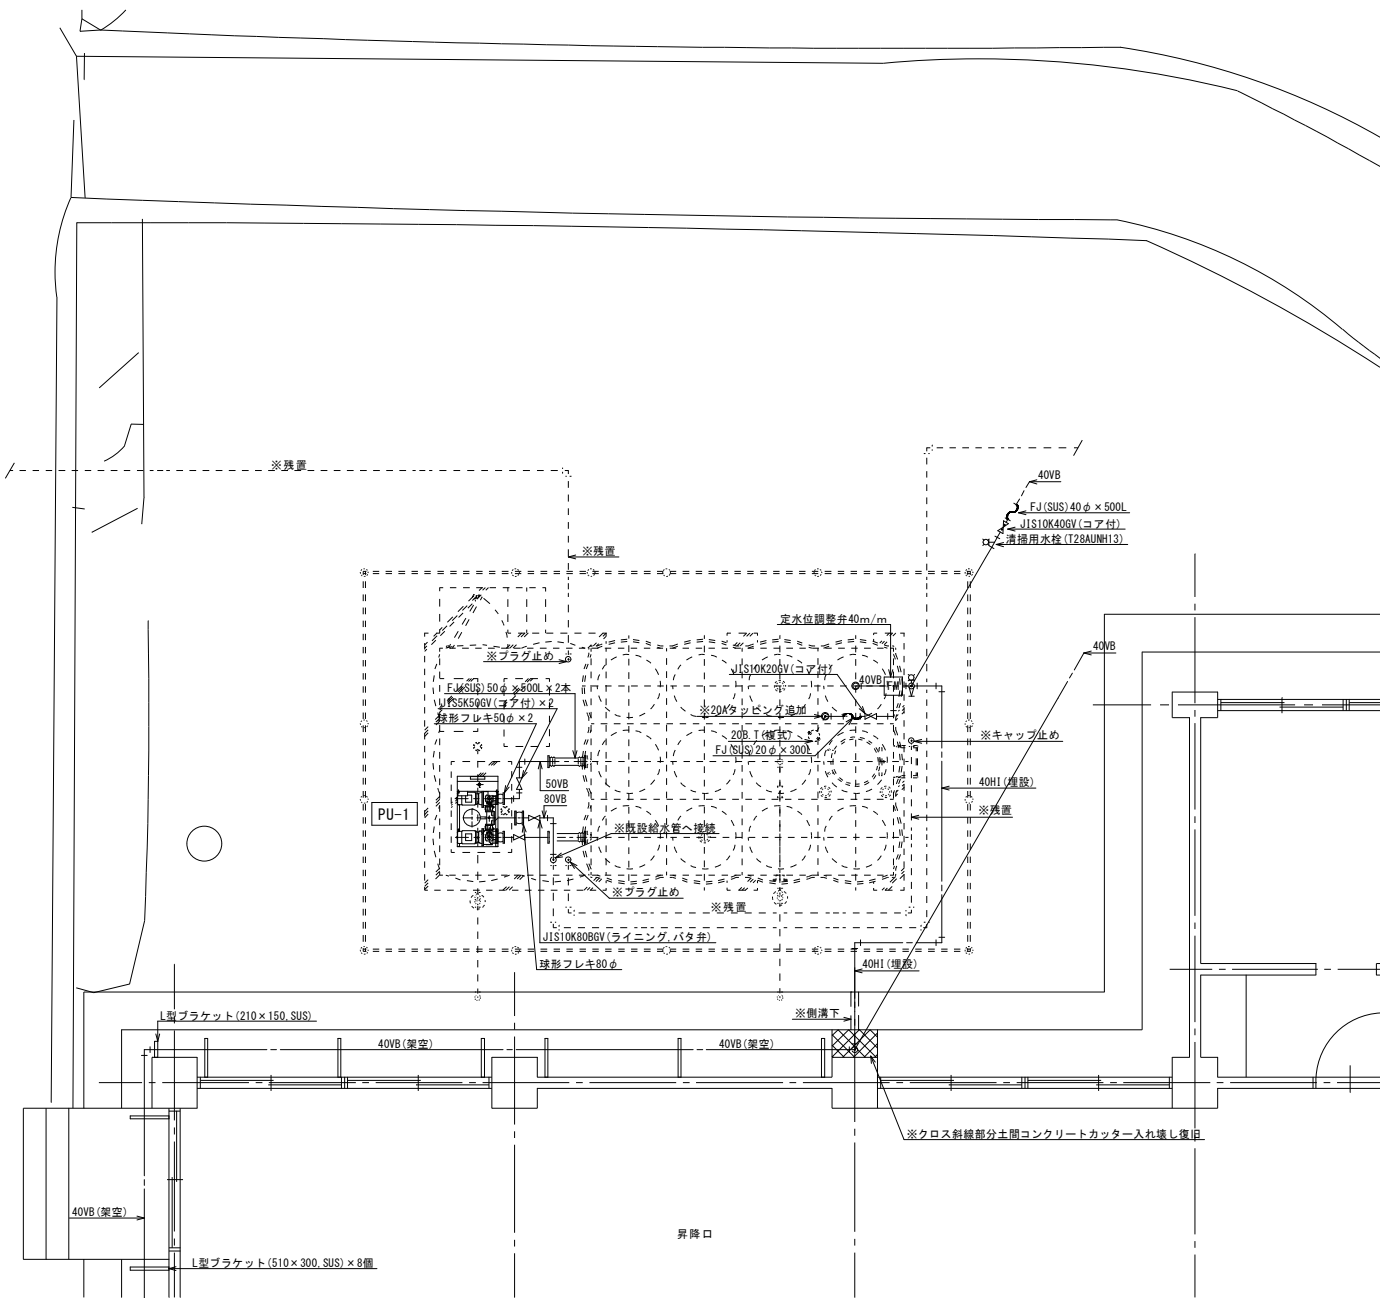 ※残置
40VB
FJ(SUS)40φ×500L
JIS10K40GV(コア付)
清掃用水栓(T28AUNH13)
※残置
定水位調整弁40m/m
40VB
※プラグ止め
JIS10K20GV(コア付)
40VB
FM
FJ(SUS)50φ×500L×2本
JIS5K50GV(コア付)×2
球形フレキ50φ×2
※20Aタッピング追加
20B.T(複式)
FJ(SUS)20φ×300L
※キャップ止め
50VB
80VB
40HI(埋設)
PU-1
※残置
※既設給水管へ接続
※プラグ止め
※残置
JIS10K80BGV(ライニング,バタ弁)
球形フレキ80φ
40HI(埋設)
L型ブラケット(210×150,SUS)
※側溝下
40VB(架空)
40VB(架空)
※クロス斜線部分土間コンクリートカッター入れ壊し復旧
40VB(架空)
昇降口
L型ブラケット(510×300,SUS)×8個